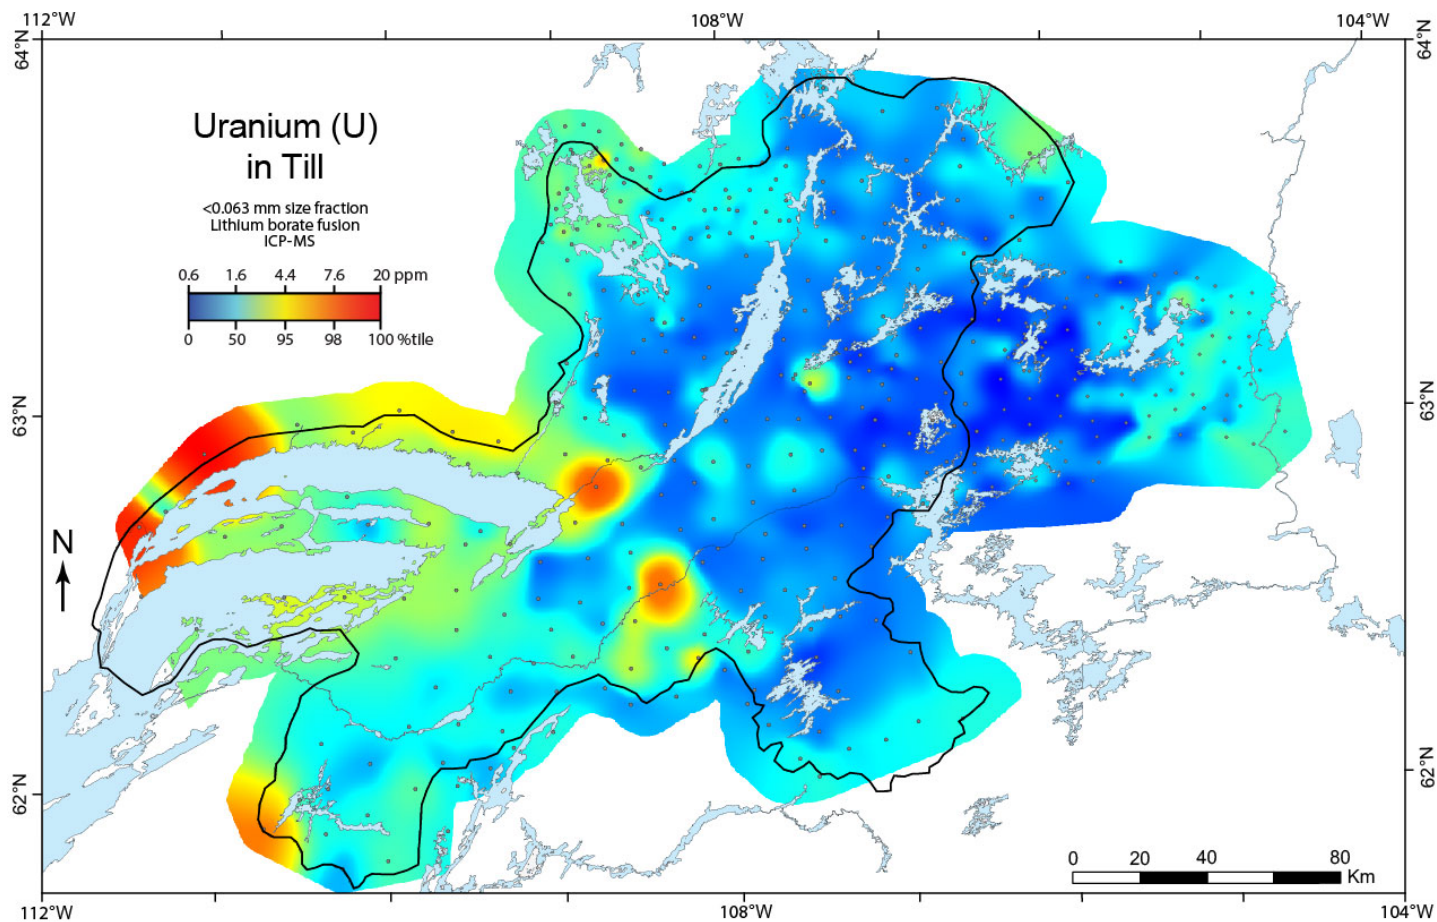 112°W
108°W
104°W
64°N
64°N
Uranium (U)
in Till
<0.063 mm size fraction
Lithium borate fusion
ICP-MS
0.6 1.6 4.4 7.6 20 ppm
0 50 95 98 100 %tile
63°N
63°N
N
62°N
62°N
0 20 40 80
Km
112°W
108°W
104°W